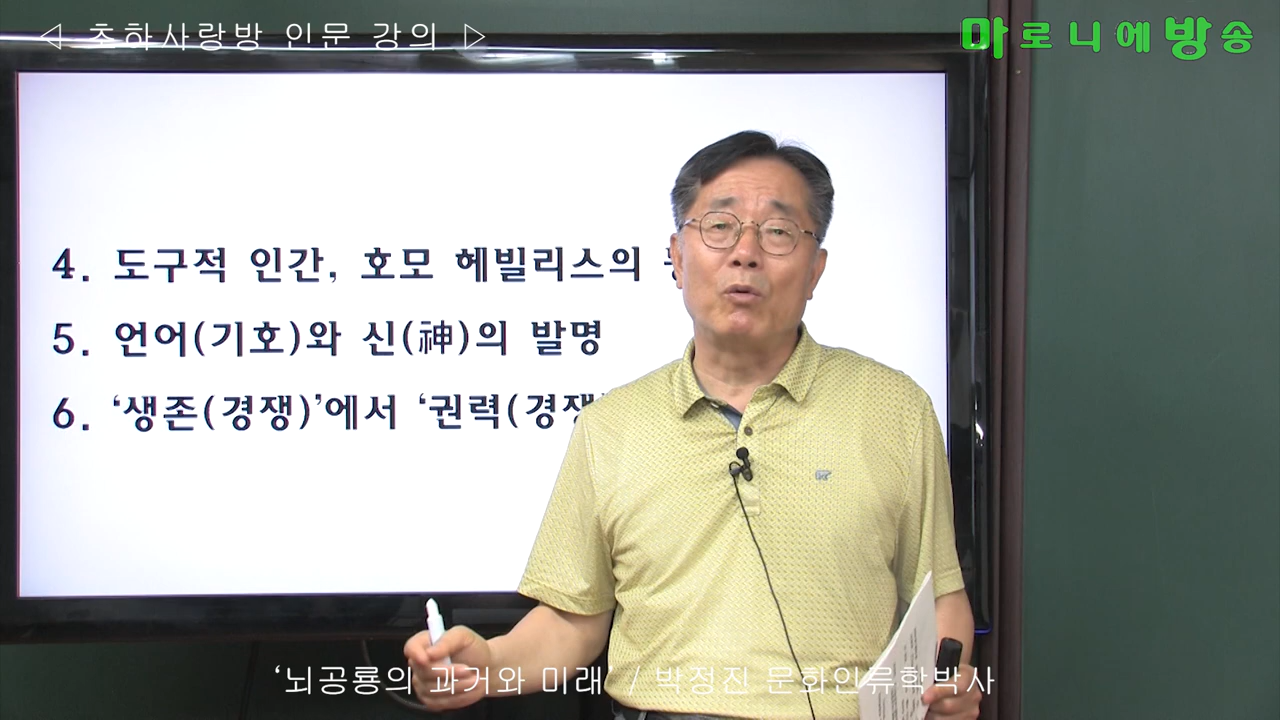 ◁ 초하사랑방 인문 강의 ▷
마로니에방송
4. 도구적 인간, 호모 헤빌리스의
5. 언어(기호)와 신(神)의 발명
6. ‘생존(경쟁)’에서 ‘권력(경쟁
‘뇌공룡의 과거와 미래’ / 박정진 문화인류학박사